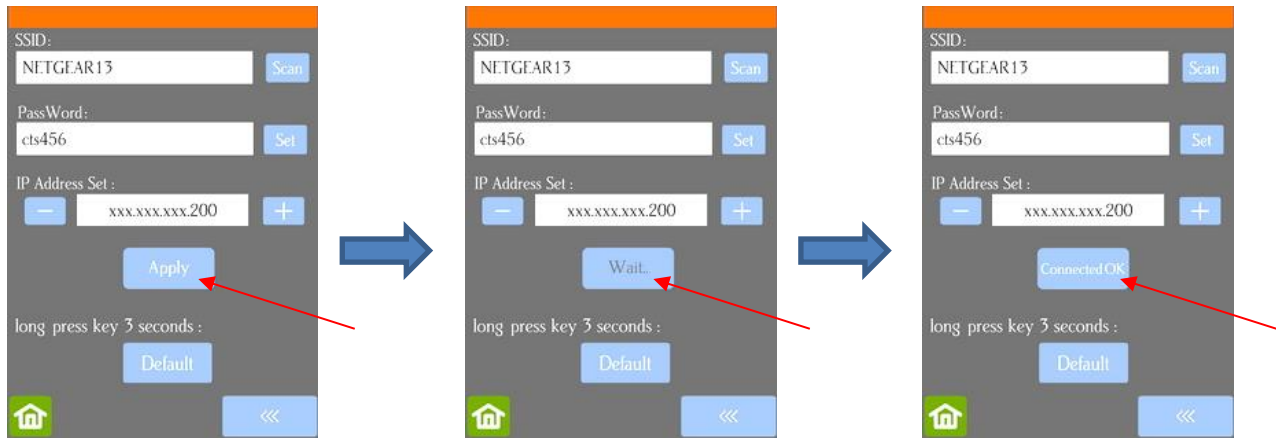 SSID:
NETGEAR13
Scan
PassWord:
cts456
Set
IP Address Set :
− xxx.xxx.xxx.200 +
Apply
long press key 3 seconds :
Default
<<<
SSID:
NETGEAR13
Scan
PassWord:
cts456
Set
IP Address Set :
− xxx.xxx.xxx.200 +
Wait..
long press key 3 seconds :
Default
<<<
SSID:
NETGEAR13
Scan
PassWord:
cts456
Set
IP Address Set :
− xxx.xxx.xxx.200 +
Connected OK
long press key 3 seconds :
Default
<<<